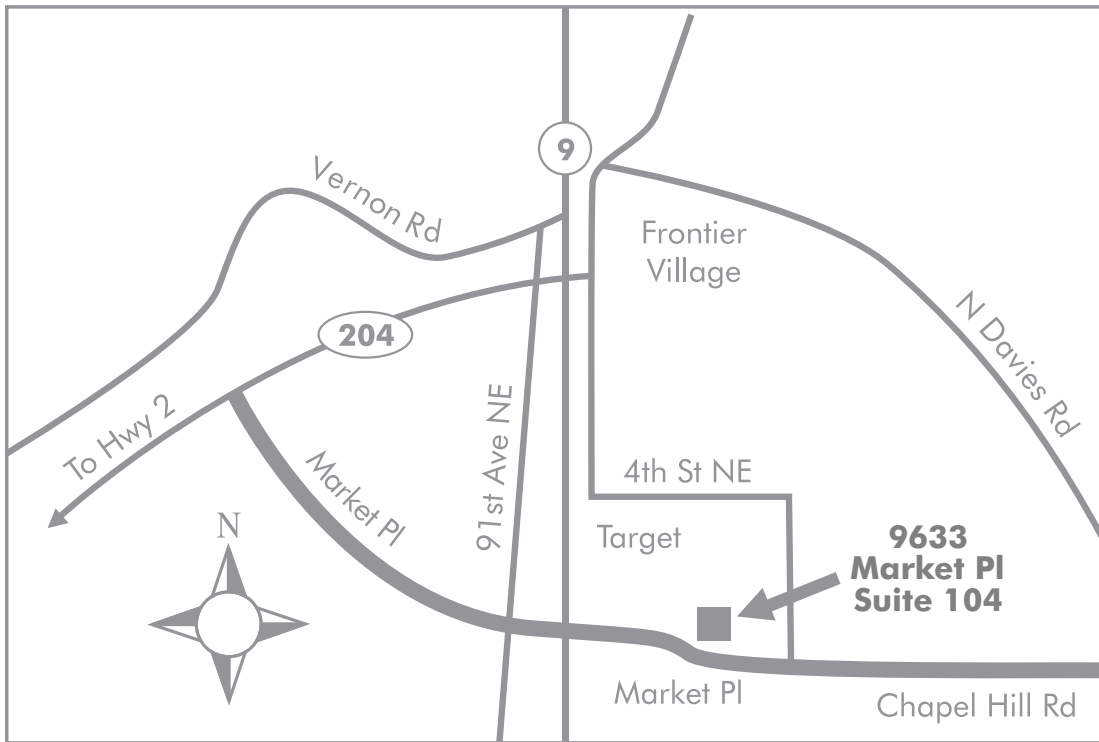 9
Vernon Rd
Frontier
Village
204
N Davies Rd
To Hwy 2
Market Pl
91st Ave NE
4th St NE
N
Target
9633
Market Pl
Suite 104
Market Pl
Chapel Hill Rd